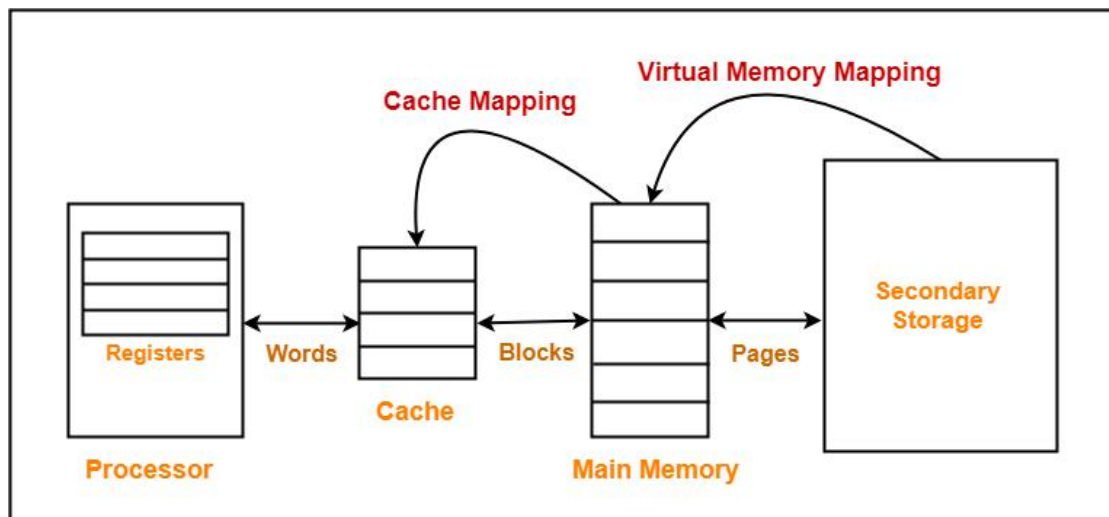 Virtual Memory Mapping
Cache Mapping
Secondary
Storage
Registers
Words
Blocks
Pages
Cache
Processor
Main Memory